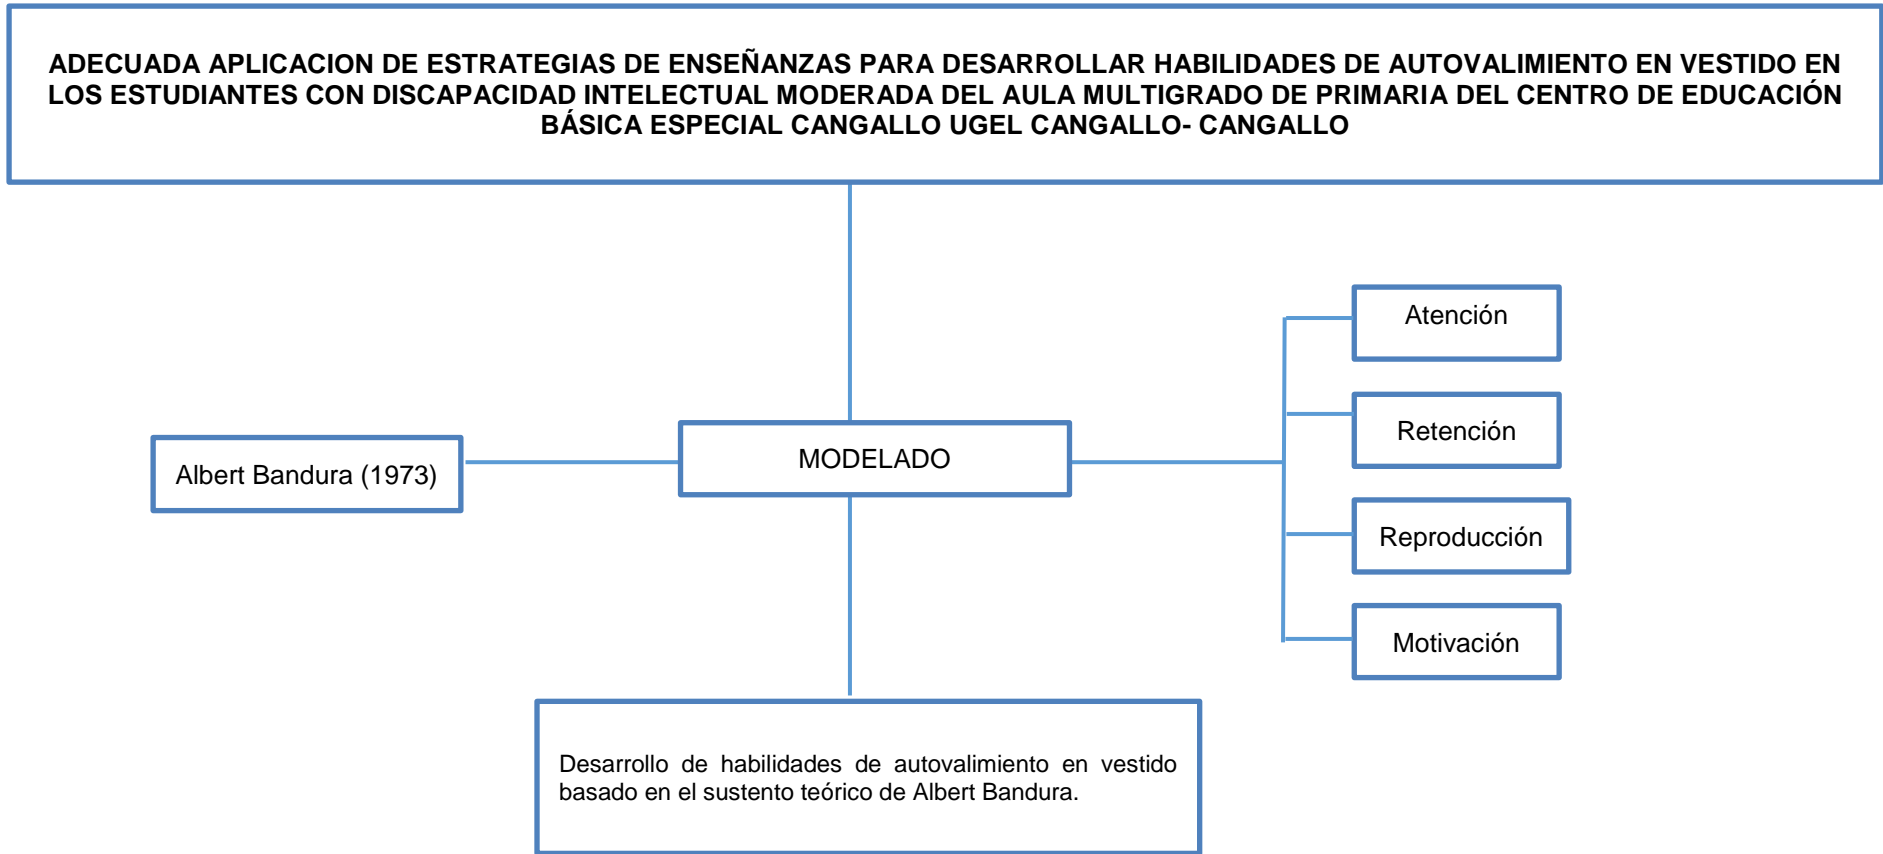 ADECUADA APLICACION DE ESTRATEGIAS DE ENSEÑANZAS PARA DESARROLLAR HABILIDADES DE AUTOVALIMIENTO EN VESTIDO EN
LOS ESTUDIANTES CON DISCAPACIDAD INTELECTUAL MODERADA DEL AULA MULTIGRADO DE PRIMARIA DEL CENTRO DE EDUCACIÓN
BÁSICA ESPECIAL CANGALLO UGEL CANGALLO- CANGALLO
Atención
Retención
Albert Bandura (1973)
MODELADO
Reproducción
Motivación
Desarrollo de habilidades de autovalimiento en vestido
basado en el sustento teórico de Albert Bandura.